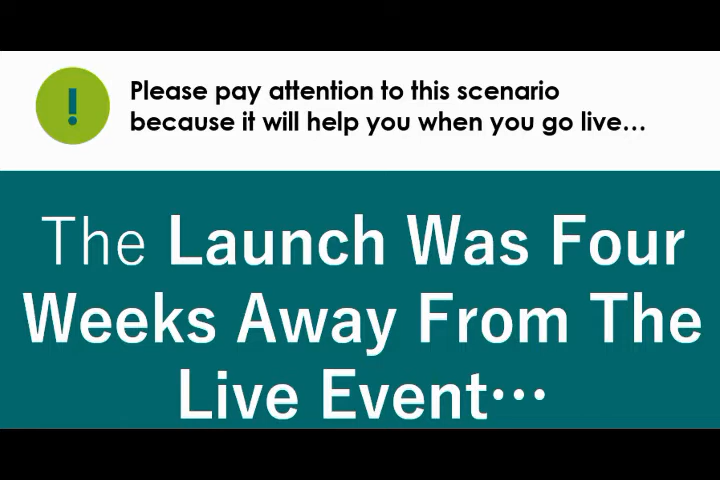 !
Please pay attention to this scenario
because it will help you when you go live...
The Launch Was Four
Weeks Away From The
Live Event···